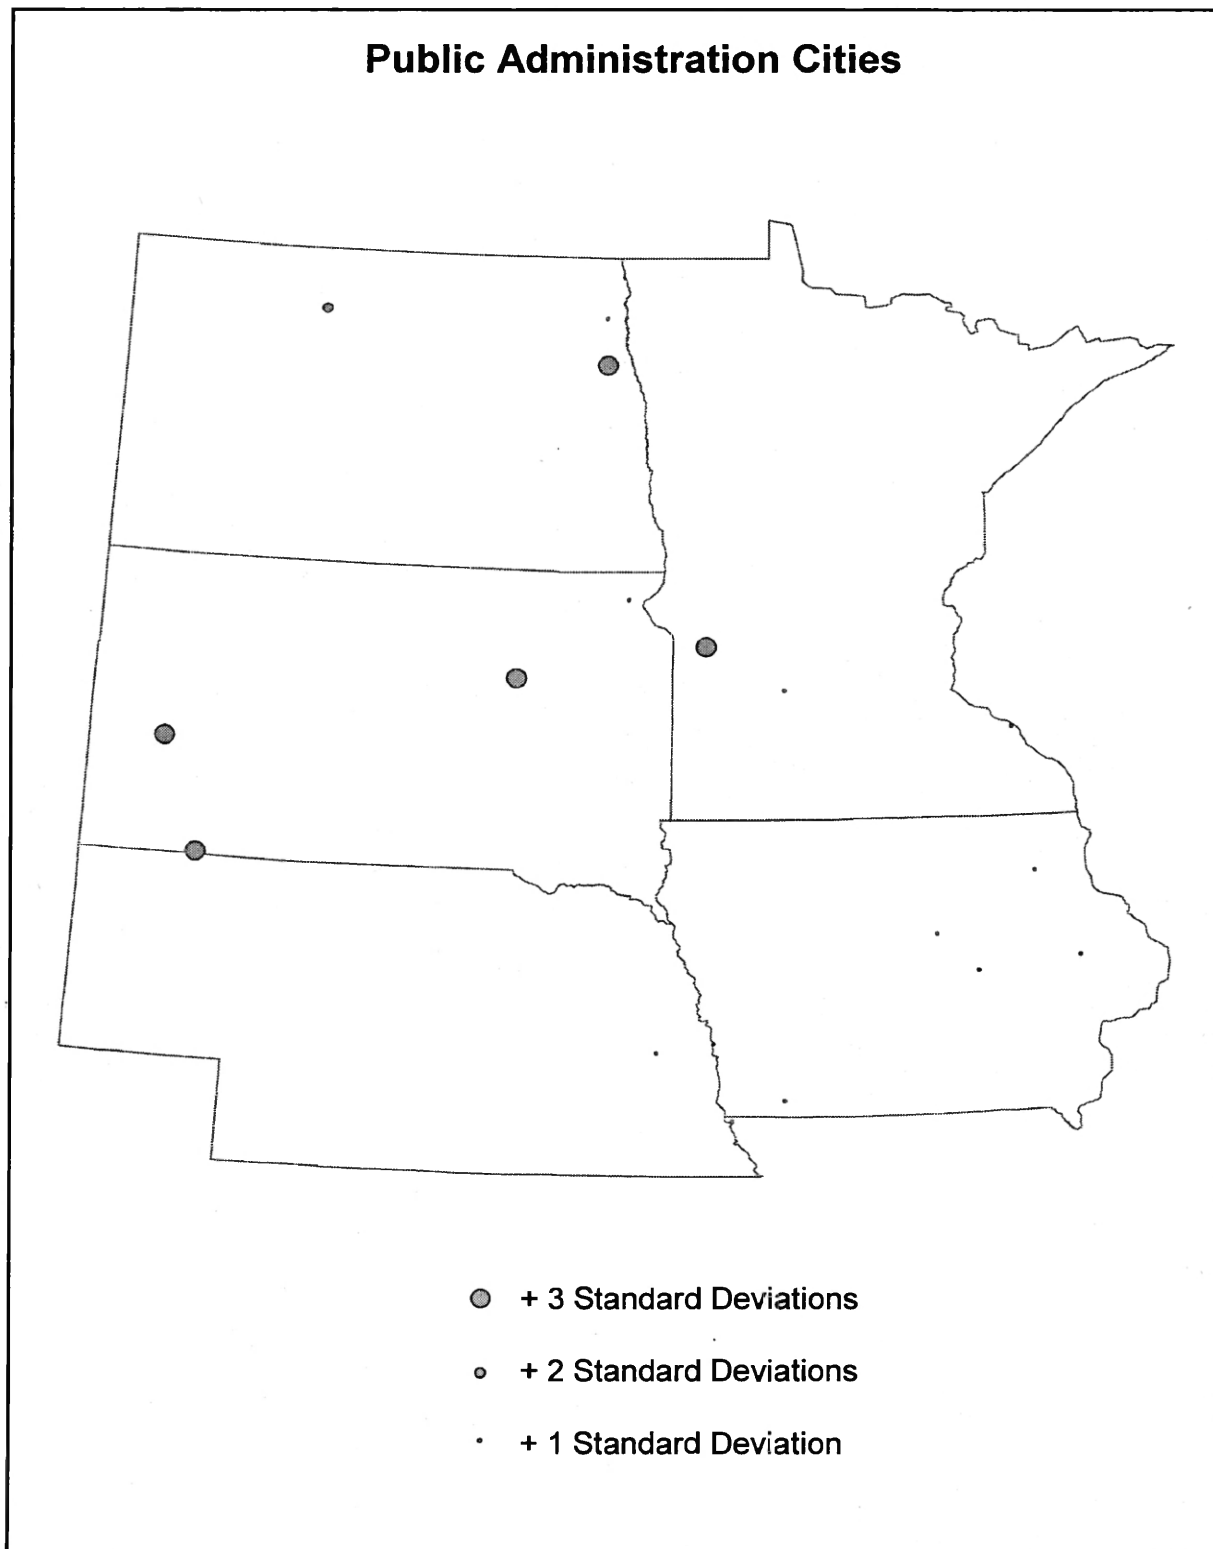 Public Administration Cities
+ 3 Standard Deviations
+ 2 Standard Deviations
+ 1 Standard Deviation